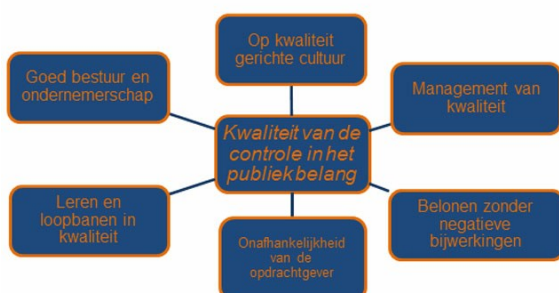 Op kwaliteit
gerichte cultuur
Goed bestuur en
ondernemerschap
Management van
kwaliteit
Kwaliteit van de
controle in het
publiek belang
Leren en
loopbanen in
kwaliteit
Belonen zonder
negatieve
bijwerkingen
Onafhankelijkheid
van de
opdrachtgever